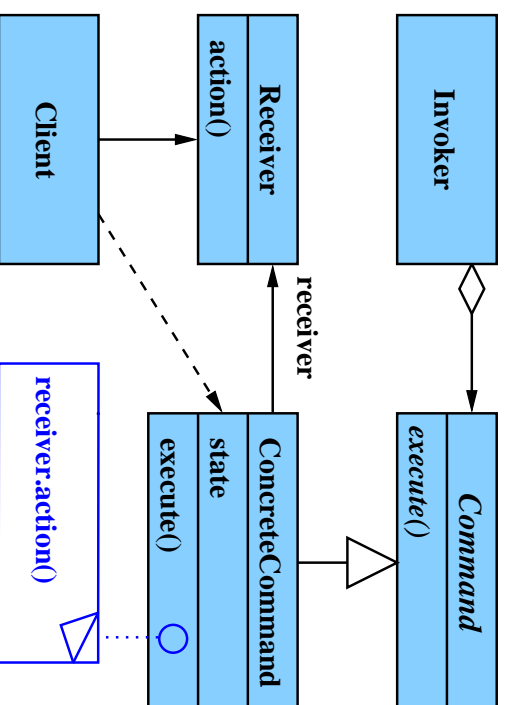 Invoker
Command
execute()
receiver
Receiver
action()
ConcreteCommand
state
execute()
Client
receiver.action()